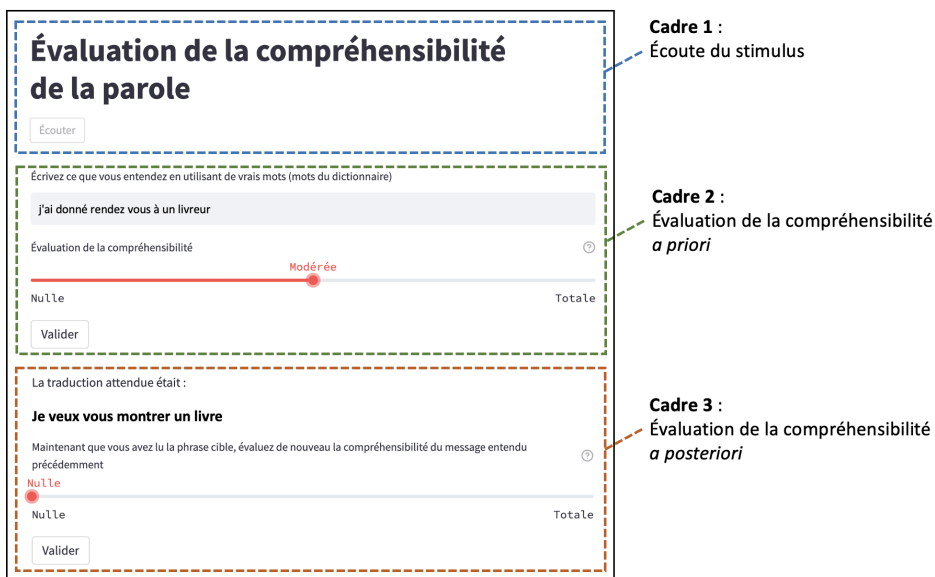 Évaluation de la compréhensibilité
de la parole
Écouter
Cadre 1 :
Écoute du stimulus
Écrivez ce que vous entendez en utilisant de vrais mots (mots du dictionnaire)
j'ai donné rendez vous à un livreur
Évaluation de la compréhensibilité
?
Modérée
Nulle
Totale
Valider
Cadre 2 :
Évaluation de la compréhensibilité
a priori
La traduction attendue était :
Je veux vous montrer un livre
Maintenant que vous avez lu la phrase cible, évaluez de nouveau la compréhensibilité du message entendu
précédemment
?
Nulle
Nulle
Totale
Valider
Cadre 3 :
Évaluation de la compréhensibilité
a posteriori